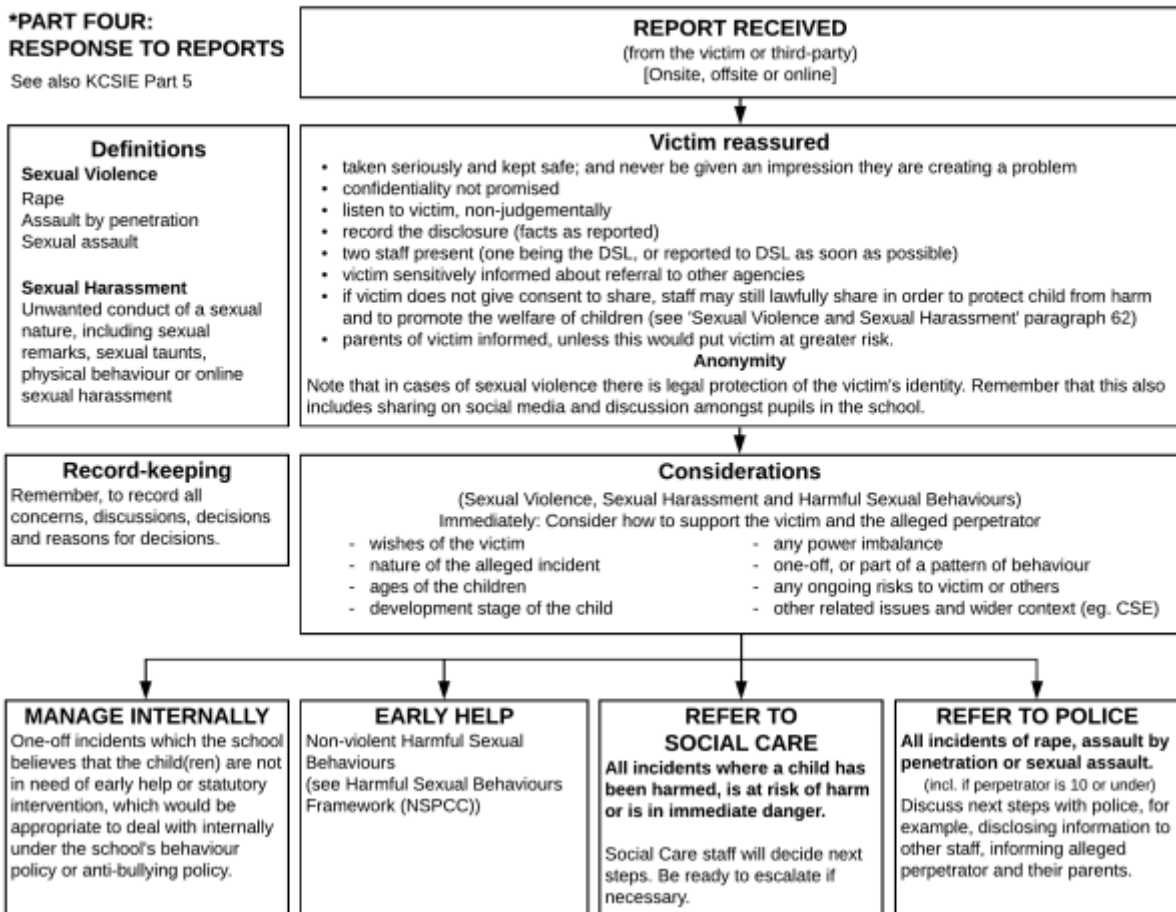 *PART FOUR:
RESPONSE TO REPORTS
See also KCSIE Part 5
REPORT RECEIVED
(from the victim or third-party)
[Onsite, offsite or online]
Definitions
Sexual Violence
Rape
Assault by penetration
Sexual assault
Sexual Harassment
Unwanted conduct of a sexual
nature, including sexual
remarks, sexual taunts,
physical behaviour or online
sexual harassment
Victim reassured
• taken seriously and kept safe; and never be given an impression they are creating a problem
• confidentiality not promised
• listen to victim, non-judgementally
• record the disclosure (facts as reported)
• two staff present (one being the DSL, or reported to DSL as soon as possible)
• victim sensitively informed about referral to other agencies
• if victim does not give consent to share, staff may still lawfully share in order to protect child from harm
and to promote the welfare of children (see 'Sexual Violence and Sexual Harassment' paragraph 62)
• parents of victim informed, unless this would put victim at greater risk.
Anonymity
Note that in cases of sexual violence there is legal protection of the victim's identity. Remember that this also
includes sharing on social media and discussion amongst pupils in the school.
Record-keeping
Remember, to record all
concerns, discussions, decisions
and reasons for decisions.
Considerations
(Sexual Violence, Sexual Harassment and Harmful Sexual Behaviours)
Immediately: Consider how to support the victim and the alleged perpetrator
- wishes of the victim
- nature of the alleged incident
- ages of the children
- development stage of the child
- any power imbalance
- one-off, or part of a pattern of behaviour
- any ongoing risks to victim or others
- other related issues and wider context (eg. CSE)
MANAGE INTERNALLY
One-off incidents which the school
believes that the child(ren) are not
in need of early help or statutory
intervention, which would be
appropriate to deal with internally
under the school's behaviour
policy or anti-bullying policy.
EARLY HELP
Non-violent Harmful Sexual
Behaviours
(see Harmful Sexual Behaviours
Framework (NSPCC))
REFER TO
SOCIAL CARE
All incidents where a child has
been harmed, is at risk of harm
or is in immediate danger.
Social Care staff will decide next
steps. Be ready to escalate if
necessary.
REFER TO POLICE
All incidents of rape, assault by
penetration or sexual assault.
(incl. if perpetrator is 10 or under)
Discuss next steps with police, for
example, disclosing information to
other staff, informing alleged
perpetrator and their parents.